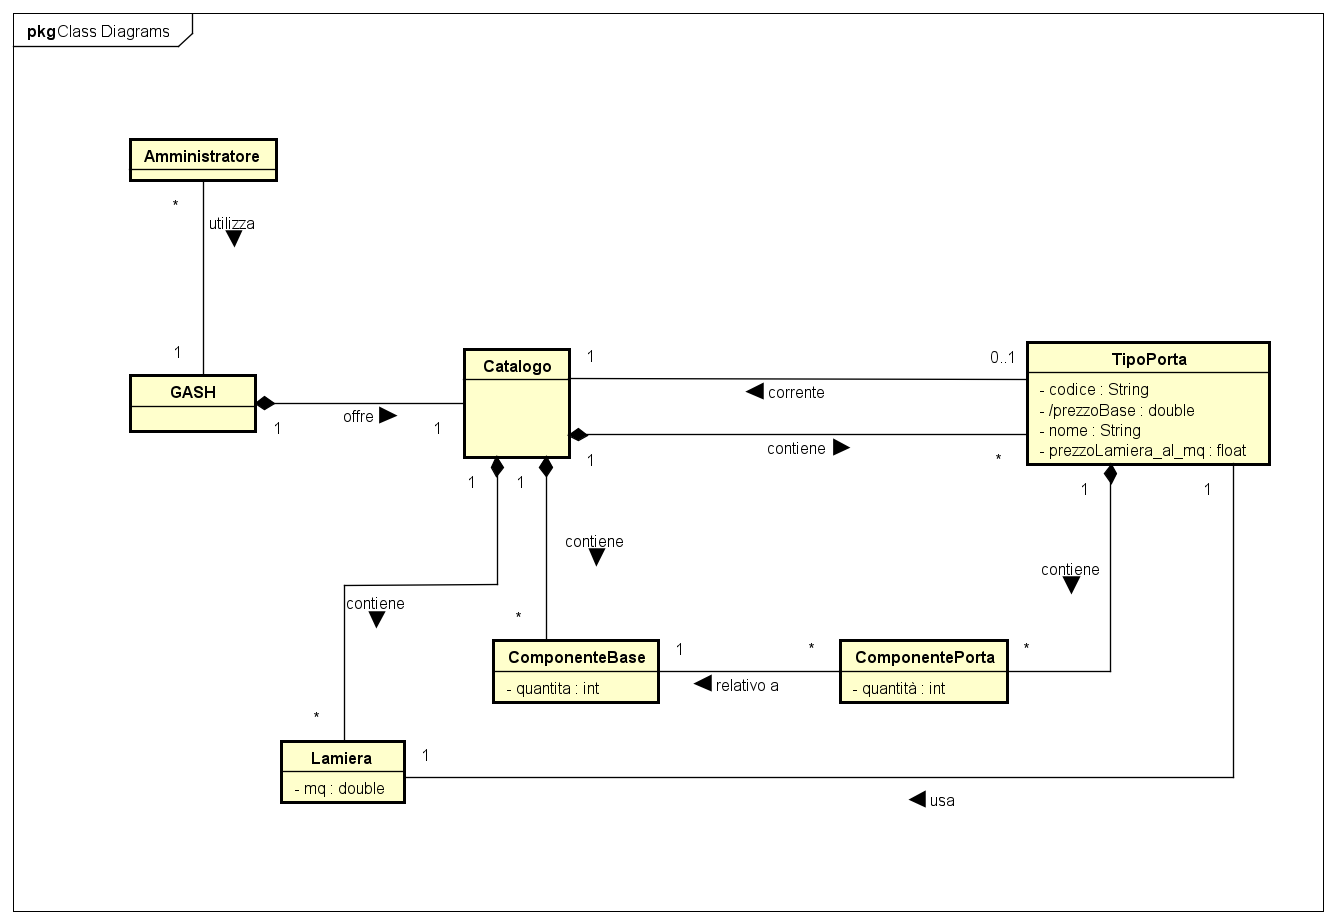 pkg Class Diagrams
Amministratore
*
utilizza
1
GASH
1
offre
1
Catalogo
1
0..1
corrente
1
contiene
*
TipoPorta
- codice : String
- /prezzoBase : double
- nome : String
- prezzoLamiera_al_mq : float
1
1
1
1
contiene
contiene
contiene
*
*
ComponenteBase
- quantita : int
1
relativo a
*
ComponentePorta
- quantità : int
*
Lamiera
- mq : double
1
usa